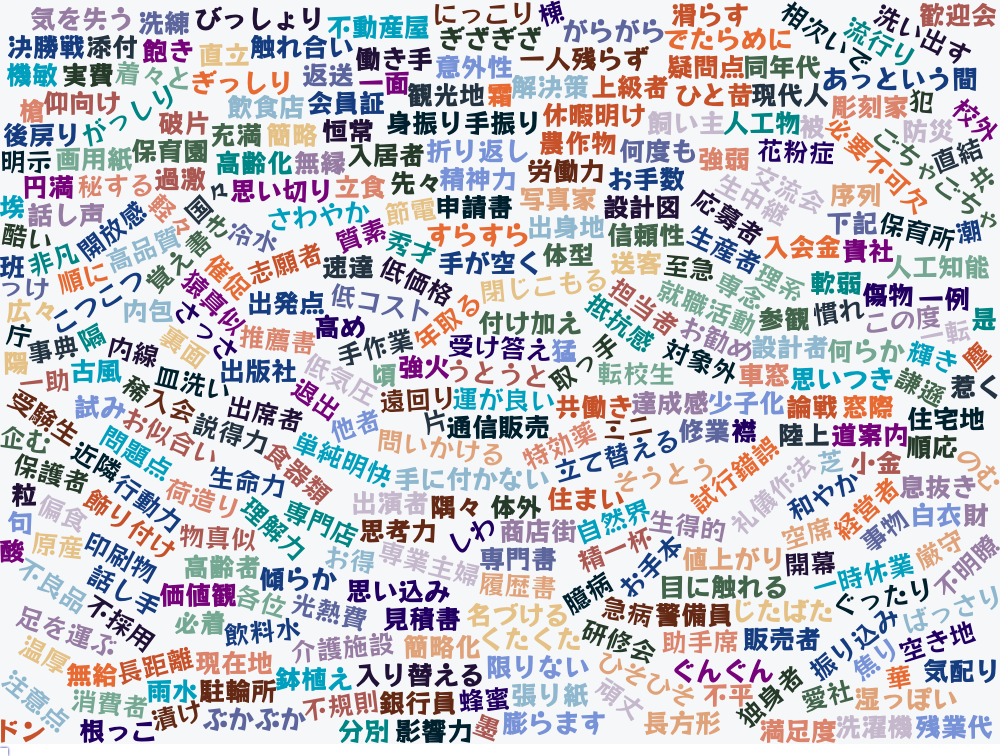 気を失う 洗練 びっしょり 不動産屋 にっこり 棟 がらがら 滑らす 相次いで 流行り 洗い出す 歓迎会
決勝戦 添付 飽き 直立 触れ合い 働き手 ぎざぎざ 一人残らず でたらめに
機敏 実費 着々と ぎっしり 返送 一面 意外性 解決策 上級者 疑問点 同年代 あっという間
槍 仰向け がっしり 飲食店 会員証 観光地 霜 休暇明け ひと昔 現代人 彫刻家 犯 校外
後戻り 破片 充満 簡略 恒常 身振り手振り 農作物 飼い主 人工物 被 必要不可欠 ごちゃごちゃ 防災 直結
明示 画用紙 保育園 高齢化 無縁 入居者 折り返し 労働力 何度も 強弱 花粉症
円満 秘する 過激 思い切り 立食 先々 精神力 写真家 お手数 生中継 交流会 序列
埃 話し声 軽々 困 さわやか 節電 申請書 出身地 設計図 応募者 下記 保育所 潮
酷い 非凡 開放感 高品質 覚え書き 冷水 質素 秀才 すらすら 信頼性 生産者 入会金 貴社
班 順に 催促 志願者 速達 低価格 手が空く 体型 送客 至急 専念 理系 軟弱 人工知能
つけ こつこつ 内包 猿真似 出発点 低コスト 年取る 閉じこもる 担当者 就職活動 慣れ 傷物 一例
広々 さっさ 推薦書 高め 手作業 付け加え 抵抗感 お勧め 参観 この度 転 是
庁 事典 隔 内線 裏面 低気圧 受け答え 猛 取っ手 対象外 設計者 何らか 輝き 塵
陽 一助 古風 稀 皿洗い 出版社 退出 頃 強火 うとうと 転校生 車窓 思いつき 謙遜 惹く
受験生 試み お似合い 入会 説得力 出席者 他者 遠回り 運が良い 共働き 達成感 少子化 論戦 窓際 住宅地
企む 近隣 問題点 食器類 単純明快 片 通信販売 問いかける 特効薬 ミニ 立て替える 修業 襟 陸上 道案内 順応
保護者 行動力 荷造り 生命力 手に付かない そうとう 試行錯誤 礼儀作法 芝 小金 のむ
粒 偏食 飾り付け 理解力 専門店 出演者 隅々 体外 住まい 和やか 経営者 息抜き
句 原産 印刷物 物真似 思考力 しわ 商店街 自然界 生得的 空席 事物 白衣 財
酸 不良品 話し手 高齢者 お得 専業主婦 専門書 精一杯 お手本 値上がり 開幕 厳守 不明瞭
価値観 各位 傾らか 思い込み 履歴書 臆病 目に触れる 一時休業 ぐったり
足を運ぶ 不採用 必着 飲料水 光熱費 見積書 名づける 急病 警備員 じたばた 振り込み ばっさり
温厚 無給 長距離 現在地 介護施設 簡略化 くたくた 研修会 助手席 販売者 焦り 空き地
注意点 消費者 雨水 駐輪所 鉢植え 入り替える 限りない ひそひそ ぐんぐん 華 気配り
漬け ぶかぶか 不規則 銀行員 蜂蜜 張り紙 頑丈 不平 独身者 愛社 湿っぽい
ドン 根っこ 分別 影響力 墨 膨らます 長方形 満足度 洗濯機 残業代